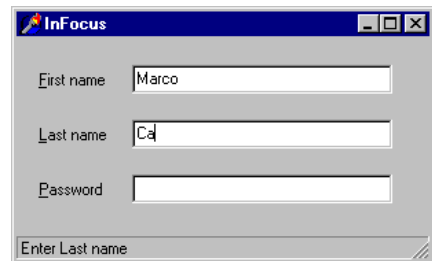 InFocus
First name Marco
Last name Ca
Password
Enter Last name